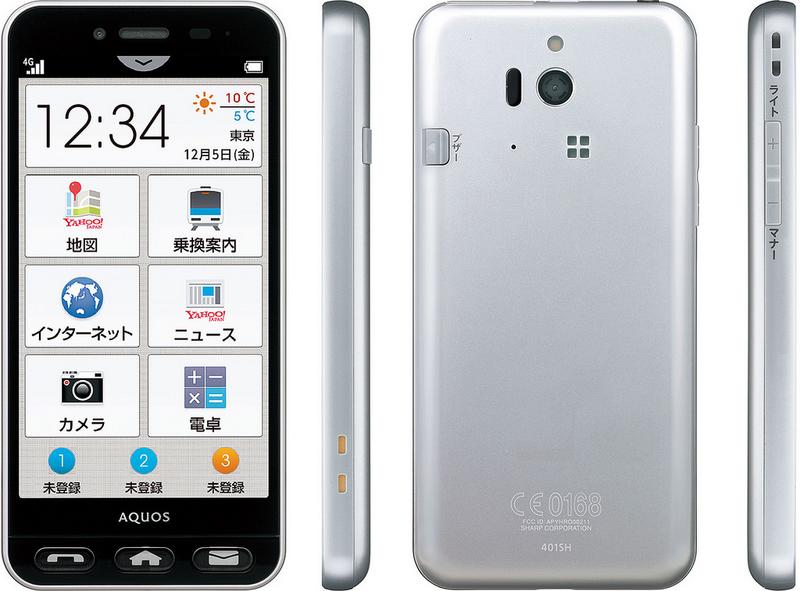 4G
12:34
10℃
5℃
東京
12月5日(金)
YAHOO!
JAPAN
地図
乗換案内
インターネット
YAHOO!
JAPAN
ニュース
カメラ
電卓
1
未登録
2
未登録
3
未登録
AQUOS
ブザー
CE0168
FCC ID APYHRO00211
SHARP CORPORATION
401SH
ライト
+
−
マナー